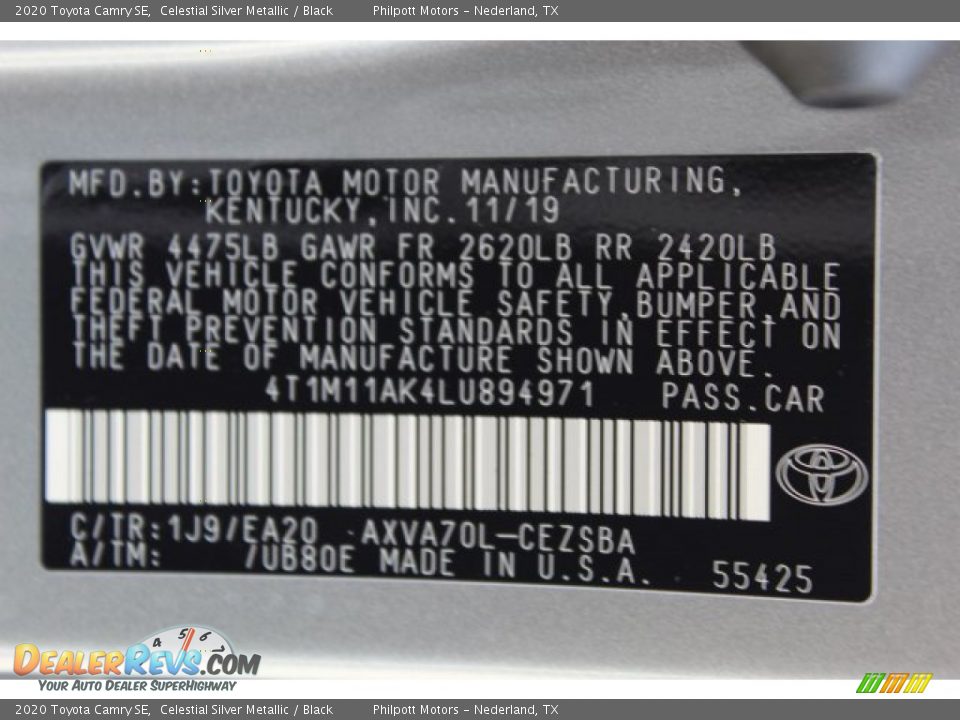 2020 Toyota Camry SE, Celestial Silver Metallic / Black Philpott Motors - Nederland, TX
MFD.BY:TOYOTA MOTOR MANUFACTURING,
KENTUCKY,INC.11/19
GVWR 4475LB GAWR FR 2620LB RR 2420LB
THIS VEHICLE CONFORMS TO ALL APPLICABLE
FEDERAL MOTOR VEHICLE SAFETY,BUMPER,AND
THEFT PREVENTION STANDARDS IN EFFECT ON
THE DATE OF MANUFACTURE SHOWN ABOVE.
4T1M11AK4LU894971 PASS.CAR
C/TR:1J9/EA20 AXVA70L-CEZSBA
A/TM: /UB80E MADE IN U.S.A.
55425
4 5 6
DEALERREVS.COM
YOUR AUTO DEALER SUPERHIGHWAY
2020 Toyota Camry SE, Celestial Silver Metallic / Black Philpott Motors - Nederland, TX